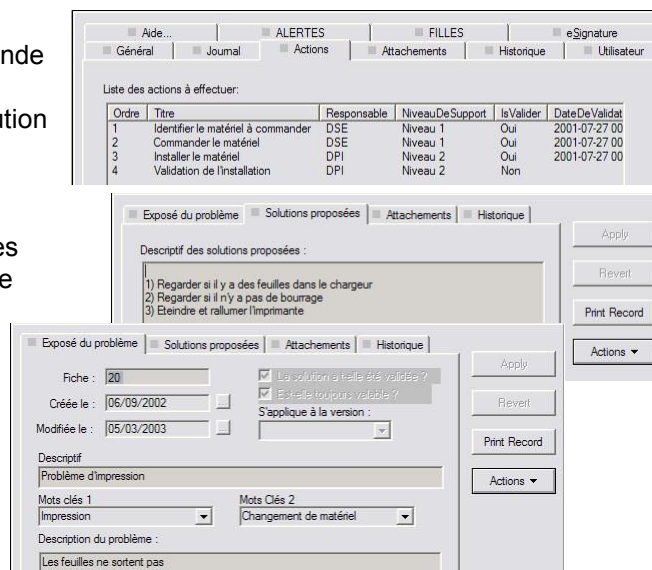 nde
ution
es
e
Aide... ALERTES FILLES eSignature
Général Journal Actions Attachements Historique Utilisateur
Liste des actions à effectuer:
Ordre Titre Responsable NiveauDeSupport IsValider DateDeValidat
1 Identifier le matériel à commander DSE Niveau 1 Oui 2001-07-27 00
2 Commander le matériel DSE Niveau 1 Oui 2001-07-27 00
3 Installer le matériel DPI Niveau 2 Oui 2001-07-27 00
4 Validation de l'installation DPI Niveau 2 Non
Exposé du problème Solutions proposées Attachements Historique
Apply
Descriptif des solutions proposées :
Revert
1) Regarder si il y a des feuilles dans le chargeur
2) Regarder si il n'y a pas de bourrage
3) Eteindre et rallumer l'imprimante
Print Record
Actions
Exposé du problème Solutions proposées Attachements Historique
Apply
Fiche : 20 La solution a t-elle été validée ?
Est-elle toujours valable ?
Créée le : 06/09/2002 S'applique à la version :
Revert
Modifiée le : 05/03/2003
Print Record
Descriptif
Problème d'impression
Actions
Mots clés 1 Mots Clés 2
Impression Changement de matériel
Description du problème :
Les feuilles ne sortent pas